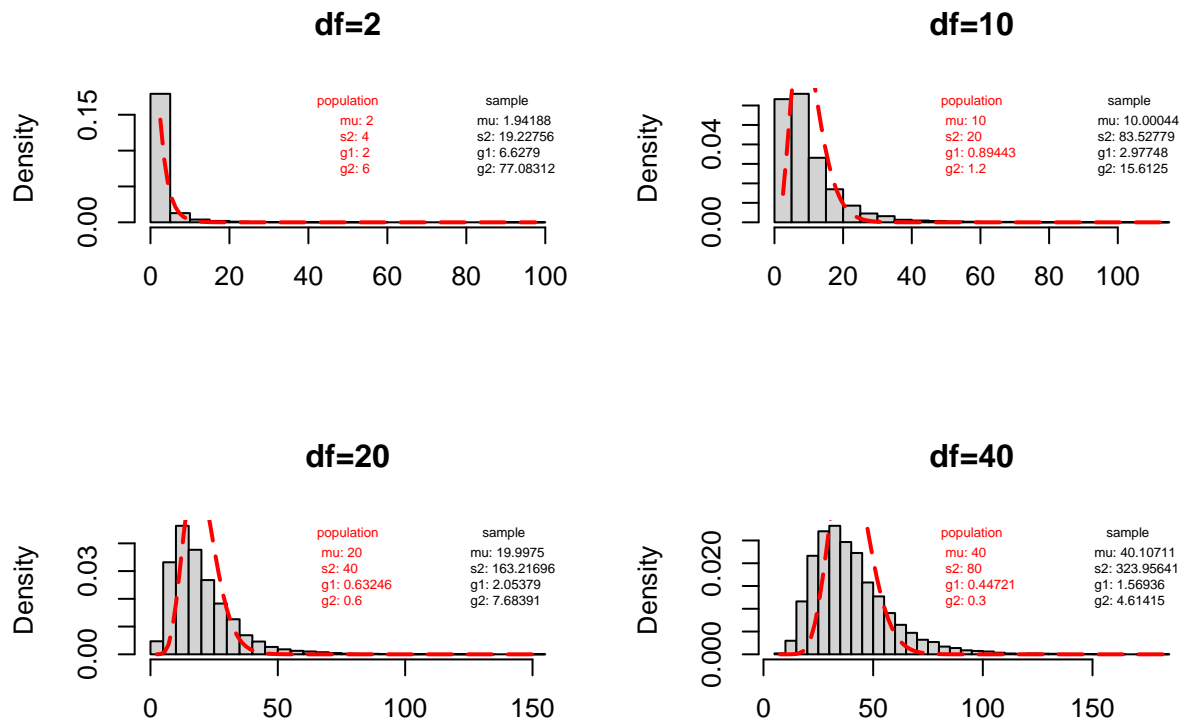 df=2
Density
0.00 0.15
population
mu: 2
s2: 4
g1: 2
g2: 6
sample
mu: 1.94188
s2: 19.22756
g1: 6.6279
g2: 77.08312
0 20 40 60 80 100
df=10
Density
0.00 0.04
population
mu: 10
s2: 20
g1: 0.89443
g2: 1.2
sample
mu: 10.00044
s2: 83.52779
g1: 2.97748
g2: 15.6125
0 20 40 60 80 100
df=20
Density
0.00 0.03
population
mu: 20
s2: 40
g1: 0.63246
g2: 0.6
sample
mu: 19.9975
s2: 163.21696
g1: 2.05379
g2: 7.68391
0 50 100 150
df=40
Density
0.000 0.020
population
mu: 40
s2: 80
g1: 0.44721
g2: 0.3
sample
mu: 40.10711
s2: 323.95641
g1: 1.56936
g2: 4.61415
0 50 100 150